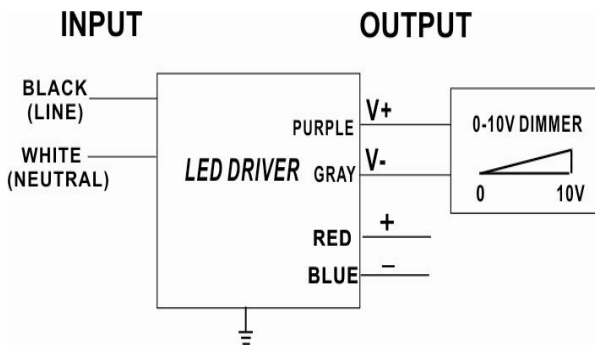 INPUT
OUTPUT
BLACK
(LINE)
WHITE
(NEUTRAL)
LED DRIVER
PURPLE
V+
GRAY
V-
RED
+
BLUE
−
0-10V DIMMER
0 10V